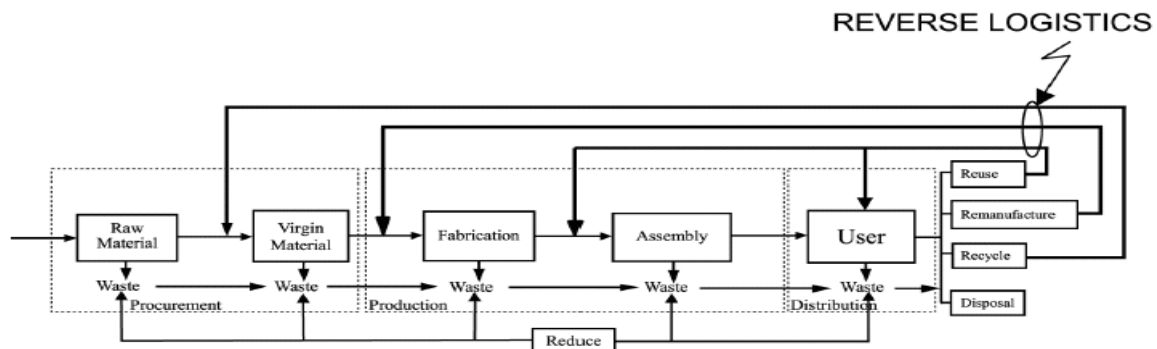 REVERSE LOGISTICS
Reuse
Raw
Material
Virgin
Material
Fabrication
Assembly
User
Remanufacture
Recycle
Waste
Waste
Waste
Waste
Waste
Procurement
Production
Distribution
Disposal
Reduce